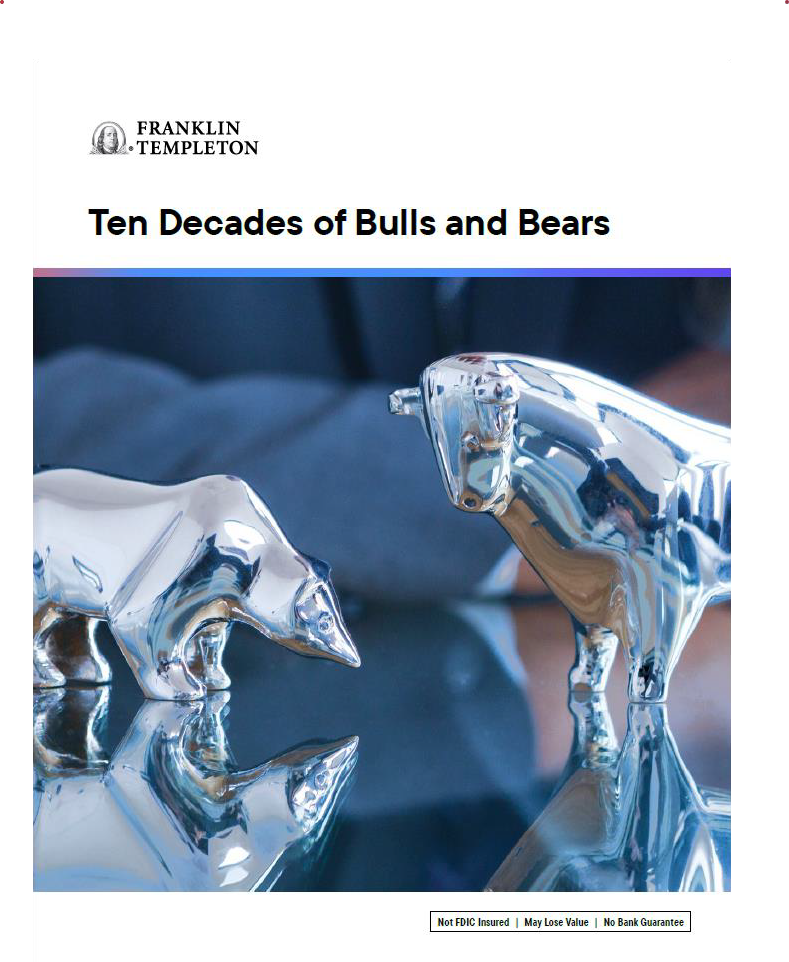 FRANKLIN
TEMPLETON
Ten Decades of Bulls and Bears
Not FDIC Insured | May Lose Value | No Bank Guarantee